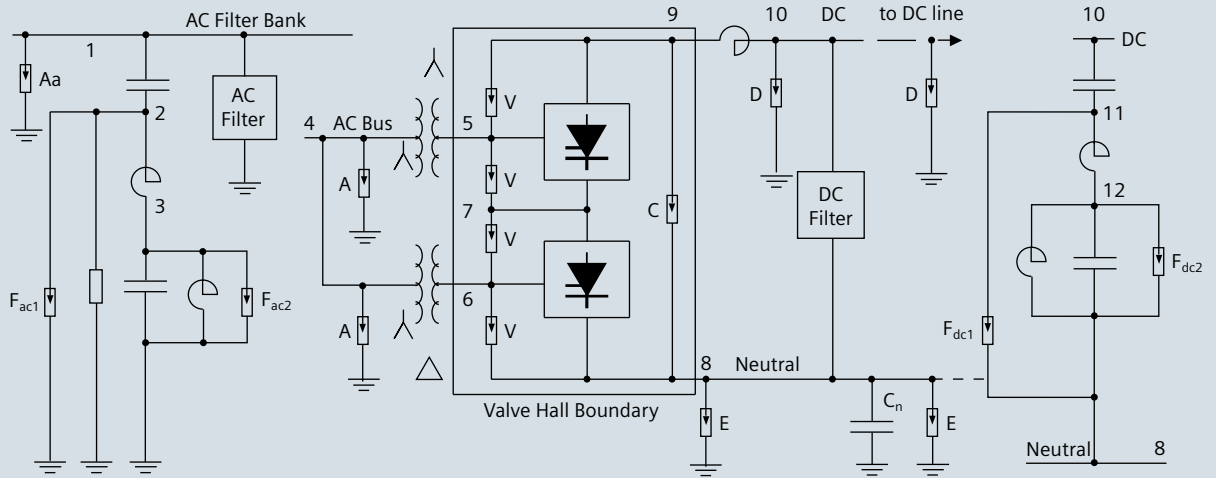 AC Filter Bank
1
Aa
2
AC
Filter
3
Fac1
Fac2
4
AC Bus
A
A
5
V
V
7
V
6
V
C
9
8
Neutral
Valve Hall Boundary
10
DC
to DC line
D
D
DC
Filter
E
Cn
E
10
DC
11
12
Fdc1
Fdc2
Neutral
8